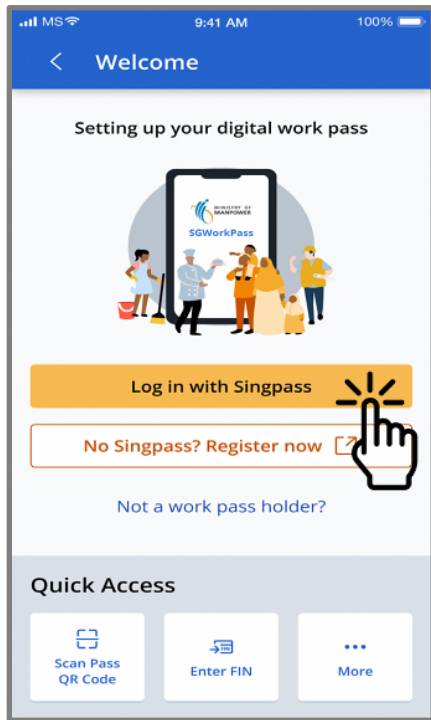 MS 9:41 AM 100%
Welcome
Setting up your digital work pass
MINISTRY OF
MANPOWER
SGWorkPass
Log in with Singpass
No Singpass? Register now
Not a work pass holder?
Quick Access
FIN
Scan Pass
QR Code
Enter FIN
More